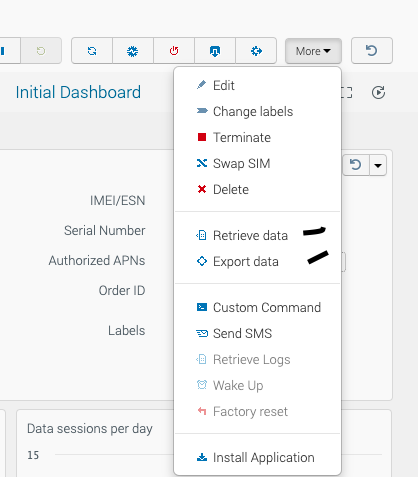 More
Initial Dashboard
Edit
Change labels
Terminate
Swap SIM
Delete
IMEI/ESN
Serial Number
Retrieve data
Authorized APNs
Export data
Order ID
Custom Command
Labels
Send SMS
Retrieve Logs
Wake Up
Factory reset
Data sessions per day
15
Install Application